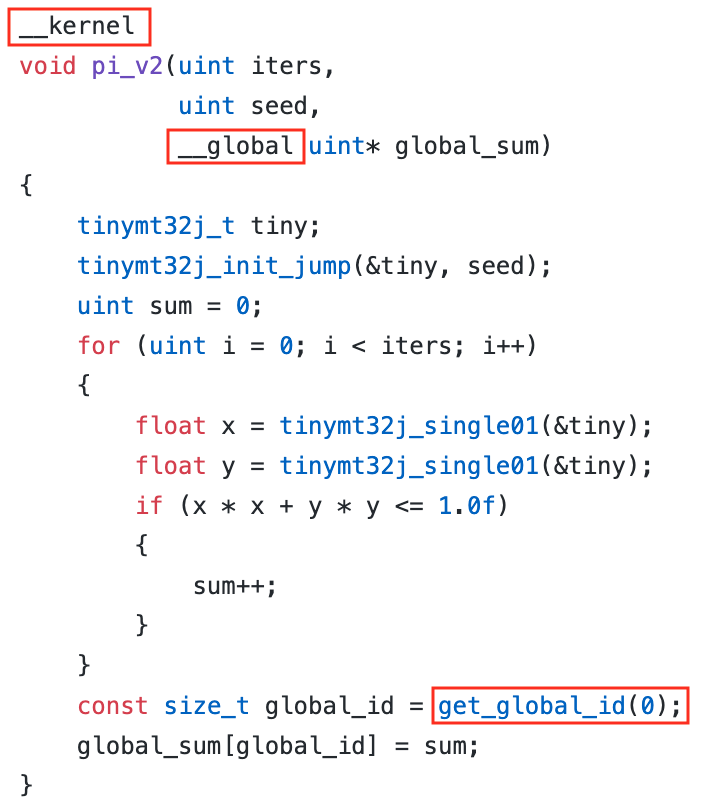 __kernel
void pi_v2(uint iters,
           uint seed,
           __global uint* global_sum)
{
    tinymt32j_t tiny;
    tinymt32j_init_jump(&tiny, seed);
    uint sum = 0;
    for (uint i = 0; i < iters; i++)
    {
        float x = tinymt32j_single01(&tiny);
        float y = tinymt32j_single01(&tiny);
        if (x * x + y * y <= 1.0f)
        {
            sum++;
        }
    }
    const size_t global_id = get_global_id(0);
    global_sum[global_id] = sum;
}